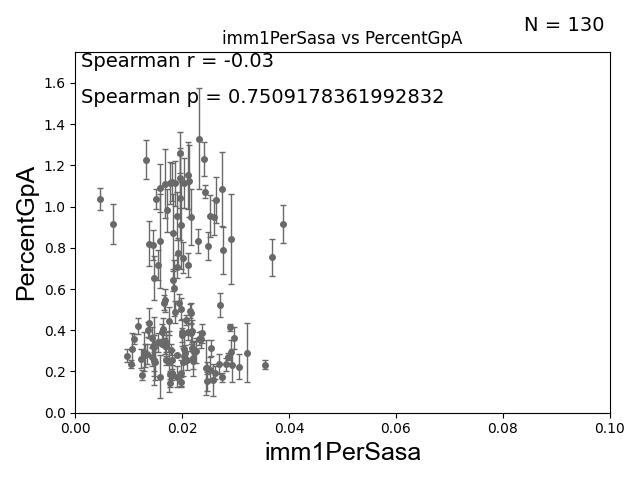 N = 130
imm1PerSasa vs PercentGpA
Spearman r = -0.03
Spearman p = 0.7509178361992832
1.6
1.4
1.2
1.0
0.8
0.6
0.4
0.2
0.0
PercentGpA
0.00 0.02 0.04 0.06 0.08 0.10
imm1PerSasa